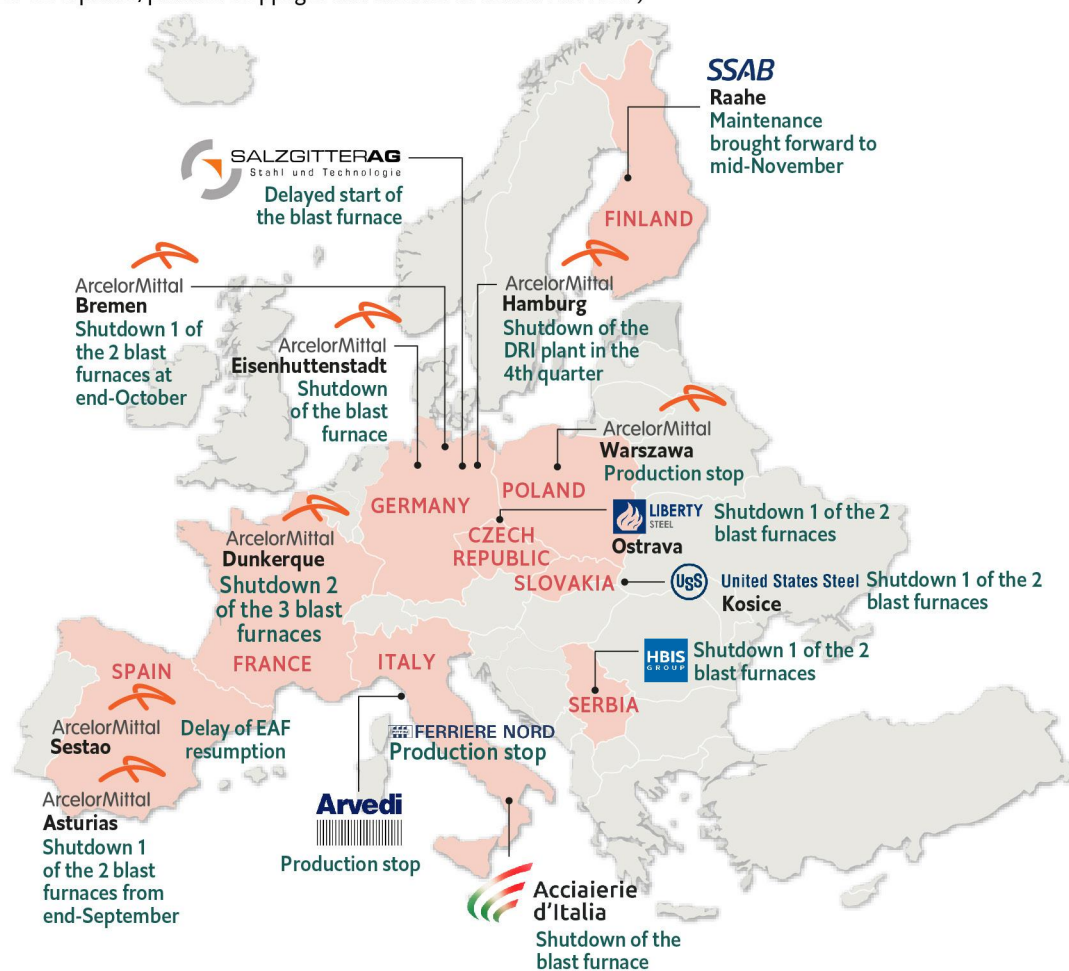 SSAB
Raahe
Maintenance
brought forward to
mid-November
SALZGITTERAG
Stahl und Technologie
Delayed start of
the blast furnace
FINLAND
ArcelorMittal
Bremen
Shutdown 1 of
the 2 blast
furnaces at
end-October
ArcelorMittal
Eisenhuttenstadt
Shutdown
of the blast
furnace
ArcelorMittal
Hamburg
Shutdown of the
DRI plant in the
4th quarter
ArcelorMittal
Warszawa
Production stop
GERMANY
POLAND
LIBERTY
STEEL
Ostrava
Shutdown 1 of the 2
blast furnaces
CZECH
REPUBLIC
SLOVAKIA
USS
United States Steel
Kosice
Shutdown 1 of the 2
blast furnaces
ArcelorMittal
Dunkerque
Shutdown 2
of the 3 blast
furnaces
HBIS
GROUP
Shutdown 1 of the 2
blast furnaces
SERBIA
SPAIN
FRANCE
ITALY
ArcelorMittal
Sestao
Delay of EAF
resumption
FERRIERE NORD
Production stop
ArcelorMittal
Asturias
Shutdown 1
of the 2 blast
furnaces from
end-September
Arvedi
Production stop
Acciaierie
d'Italia
Shutdown of the
blast furnace